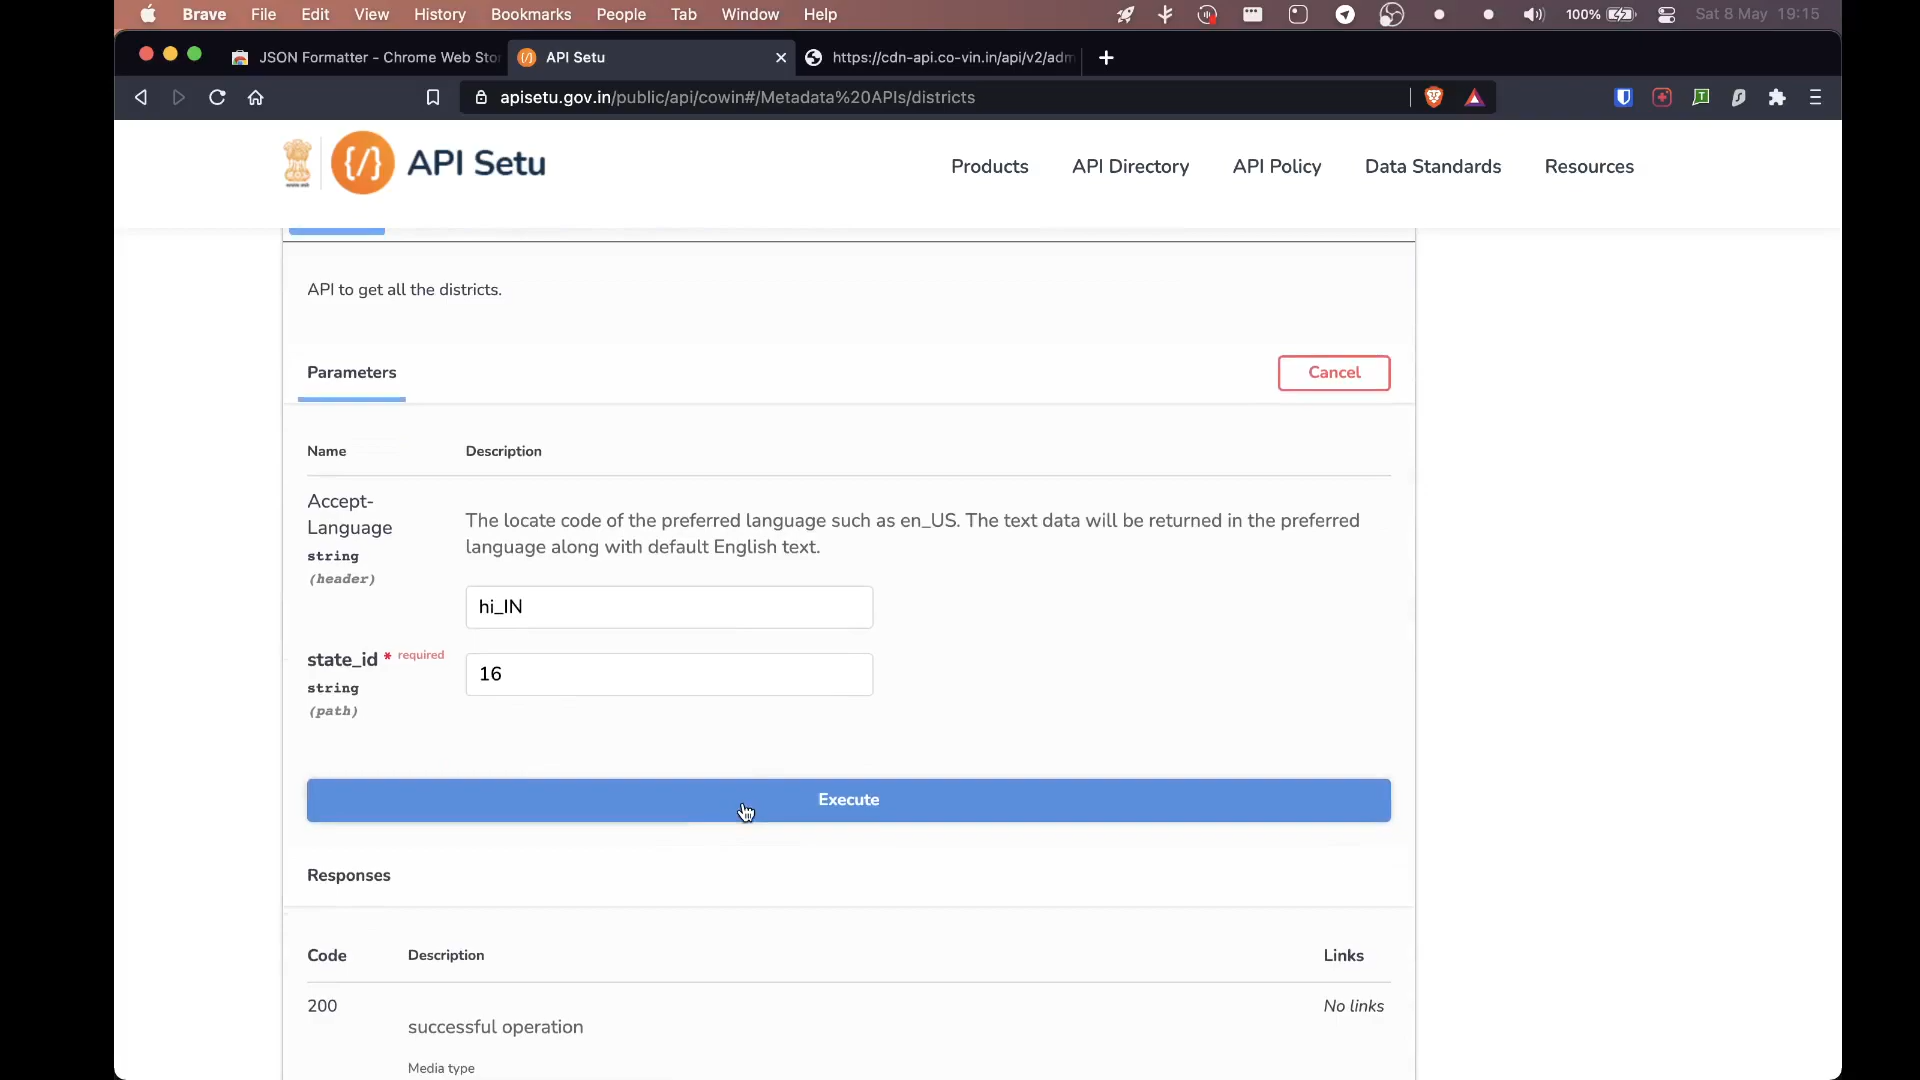 Brave File Edit View History Bookmarks People Tab Window Help 100% Sat 8 May 19:15
JSON Formatter - Chrome Web Sto
API Setu
https://cdn-api.co-vin.in/api/v2/adm
apisetu.gov.in/public/api/cowin#/Metadata%20APIs/districts
{/} API Setu
Products API Directory API Policy Data Standards Resources
API to get all the districts.
Parameters
Cancel
Name Description
Accept-
Language
string
(header)
The locate code of the preferred language such as en_US. The text data will be returned in the preferred
language along with default English text.
hi_IN
state_id * required
string
(path)
16
Execute
Responses
Code Description Links
200
successful operation
No links
Media type